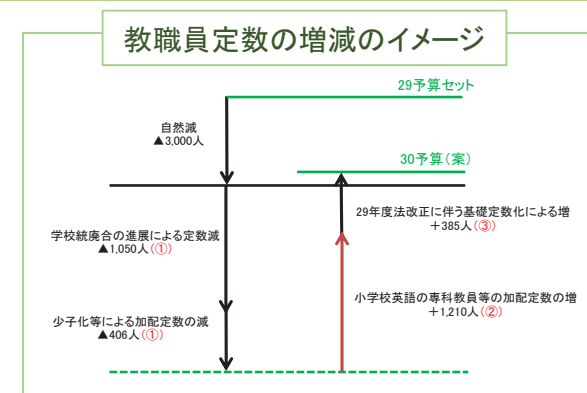 教職員定数の増減のイメージ
29予算セット
自然減
▲3,000人
30予算(案)
29年度法改正に伴う基礎定数化による増
+385人(③)
学校統廃合の進展による定数減
▲1,050人(①)
小学校英語の専科教員等の加配定数の増
+1,210人(②)
少子化等による加配定数の減
▲406人(①)